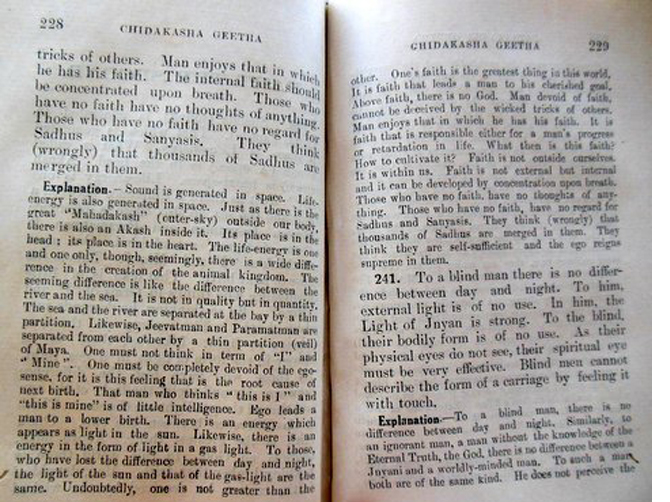 228
CHIDAKASHA GEETHA
tricks of others. Man enjoys that in which
he has his faith. The internal faith should
be concentrated upon breath. Those who
have no faith have no thoughts of anything.
Those who have no faith have no regard for
Sadhus and Sanyasis. They think
(wrongly) that thousands of Sadhus are
merged in them.
Explanation.– Sound is generated in space. Life-
energy is also generated in space. Just as there is the
great "Mahadakash" (outer-sky) outside our body,
there is also an Akash inside it. Its place is in the
head ; its place is in the heart. The life-energy is one
and one only, though, seemingly, there is a wide diffe-
rence in the creation of the animal kingdom. The
seeming difference is like the difference between the
river and the sea. It is not in quality but in quantity.
The sea and the river are separated at the bay by a thin
partition. Likewise, Jeevatman and Paramatman are
separated from each other by a thin partition (veil)
of Maya. One must not think in term of "I" and
"Mine". One must be completely devoid of the ego-
sense, for it is this feeling that is the root cause of
next birth. That man who thinks "this is I" and
"this is mine" is of little intelligence. Ego leads a
man to a lower birth. There is an energy which
appears as light in the sun. Likewise, there is an
energy in the form of light in a gas light. To those,
who have lost the difference between day and night,
the light of the sun and that of the gas-light are the
same. Undoubtedly, one is not greater than the
CHIDAKASHA GEETHA
229
other. One's faith is the greatest thing in this world.
It is faith that leads a man to his cherished goal.
Above faith, there is no God. Man devoid of faith,
cannot be deceived by the wicked tricks of others.
Man enjoys that in which he has his faith. It is
faith that is responsible either for a man's progress
or retardation in life. What then is this faith?
How to cultivate it? Faith is not outside ourselves.
It is within us. Faith is not external but internal
and it can be developed by concentration upon breath.
Those who have no faith, have no thoughts of any-
thing. Those who have no faith, have no regard for
Sadhus and Sanyasis. They think (wrongly) that
thousands of Sadhus are merged in them. They
think they are self-sufficient and the ego reigns
supreme in them.
241. To a blind man there is no differ-
ence between day and night. To him,
external light is of no use. In him, the
Light of Jnyan is strong. To the blind,
their bodily form is of no use. As their
physical eyes do not see, their spiritual eye
must be very effective. Blind men cannot
describe the form of a carriage by feeling it
with touch.
Explanation.—To a blind man, there is no
difference between day and night. Similarly, to
an ignorant man, a man without the knowledge of the
Eternal Truth, the God, there is no difference between a
Jnyani and a worldly-minded man. To such a man
both are of the same kind. He does not perceive the